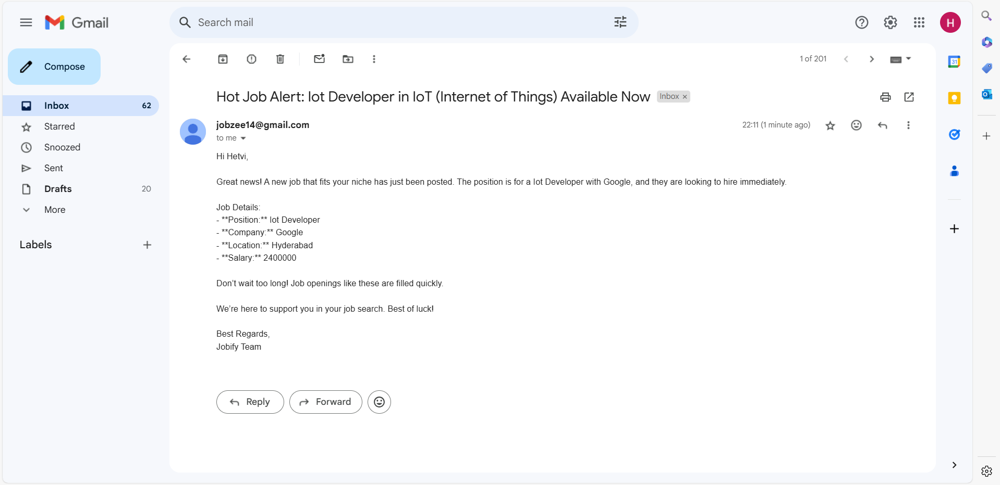 Gmail
Search mail
H
Compose
1 of 201
Hot Job Alert: Iot Developer in IoT (Internet of Things) Available Now
Inbox ×
Inbox 62
Starred
Snoozed
Sent
Drafts 20
More
Labels
jobzee14@gmail.com
22:11 (1 minute ago)
to me
Hi Hetvi,
Great news! A new job that fits your niche has just been posted. The position is for a Iot Developer with Google, and they are looking to hire immediately.
Job Details:
- **Position:** Iot Developer
- **Company:** Google
- **Location:** Hyderabad
- **Salary:** 2400000
Don’t wait too long! Job openings like these are filled quickly.
We’re here to support you in your job search. Best of luck!
Best Regards,
Jobify Team
Reply
Forward
31